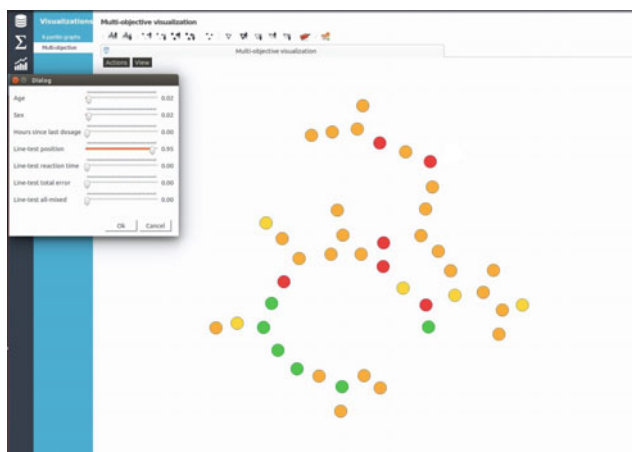 Visualizations
K-partite graphs
Multi-objective
Multi-objective visualization
Multi-objective visualization
Actions View
Dialog
Age 0.02
Sex 0.02
Hours since last dosage 0.00
Line-test position 0.95
Line-test reaction time 0.00
Line-test total error 0.00
Line-test all-mixed 0.00
Ok Cancel